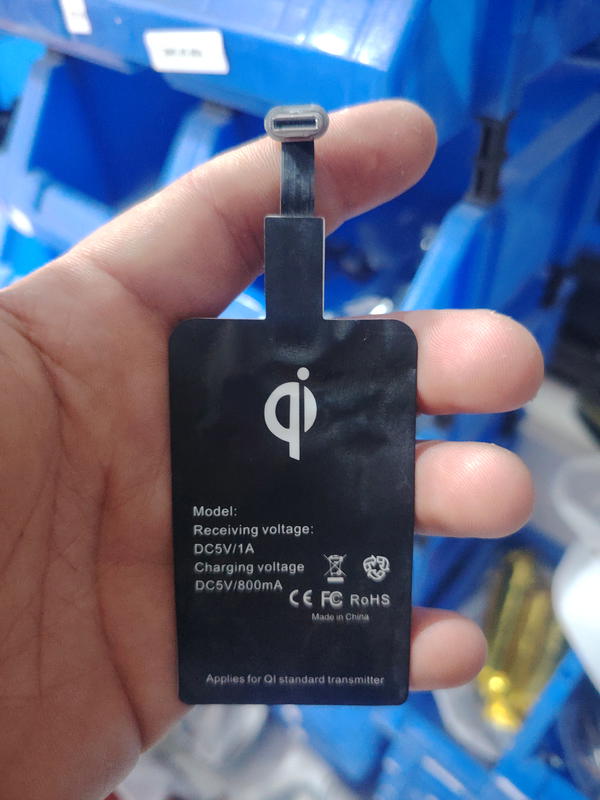 qi
Model:
Receiving voltage:
DC5V/1A
Charging voltage
DC5V/800mA
CE FC RoHS
Made in China
Applies for QI standard transmitter